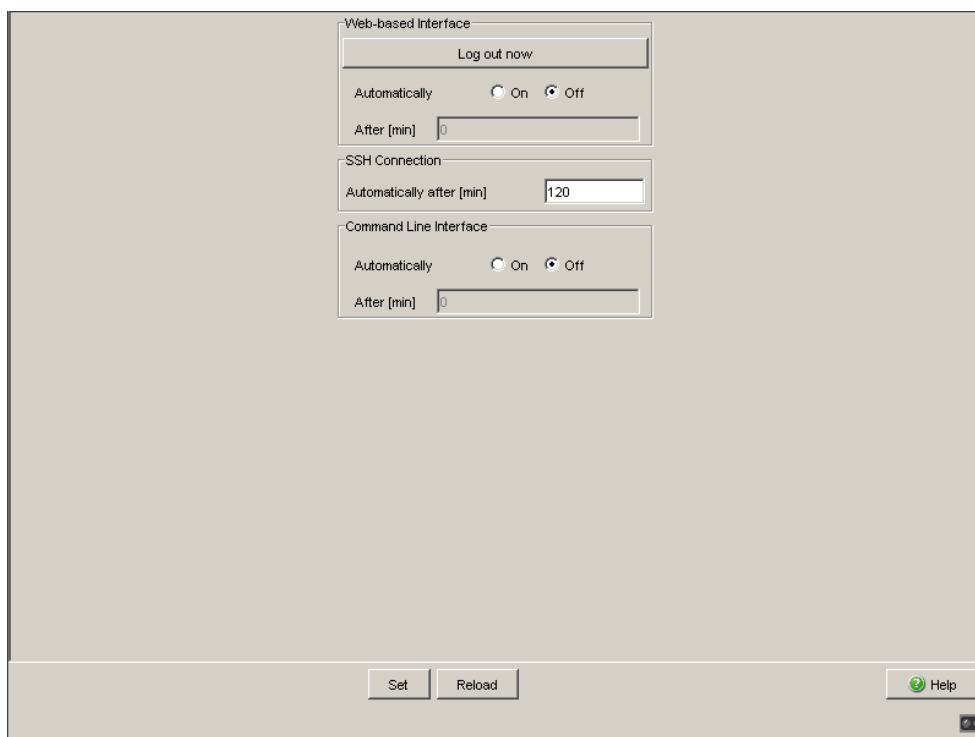 Web-based Interface
Log out now
Automatically On Off
After [min] 0
SSH Connection
Automatically after [min] 120
Command Line Interface
Automatically On Off
After [min] 0
Set Reload Help